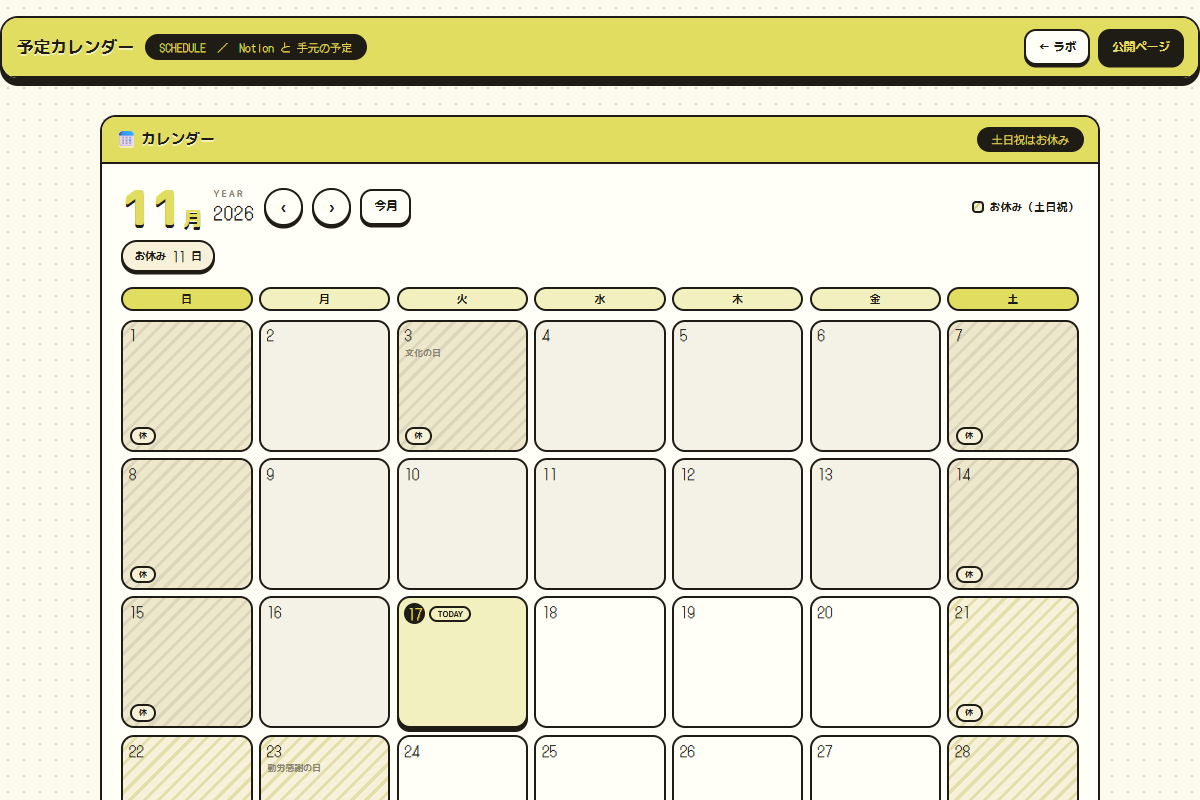 予定カレンダー
SCHEDULE ／ Notion と 手元の予定
← ラボ
公開ページ
カレンダー
土日祝はお休み
11月
YEAR
2026
‹
›
今月
お休み（土日祝）
お休み 11 日
日 月 火 水 木 金 土
1 2 3 4 5 6 7
文化の日
休 休 休
8 9 10 11 12 13 14
休 休
15 16 17 TODAY 18 19 20 21
休 休
22 23 24 25 26 27 28
勤労感謝の日